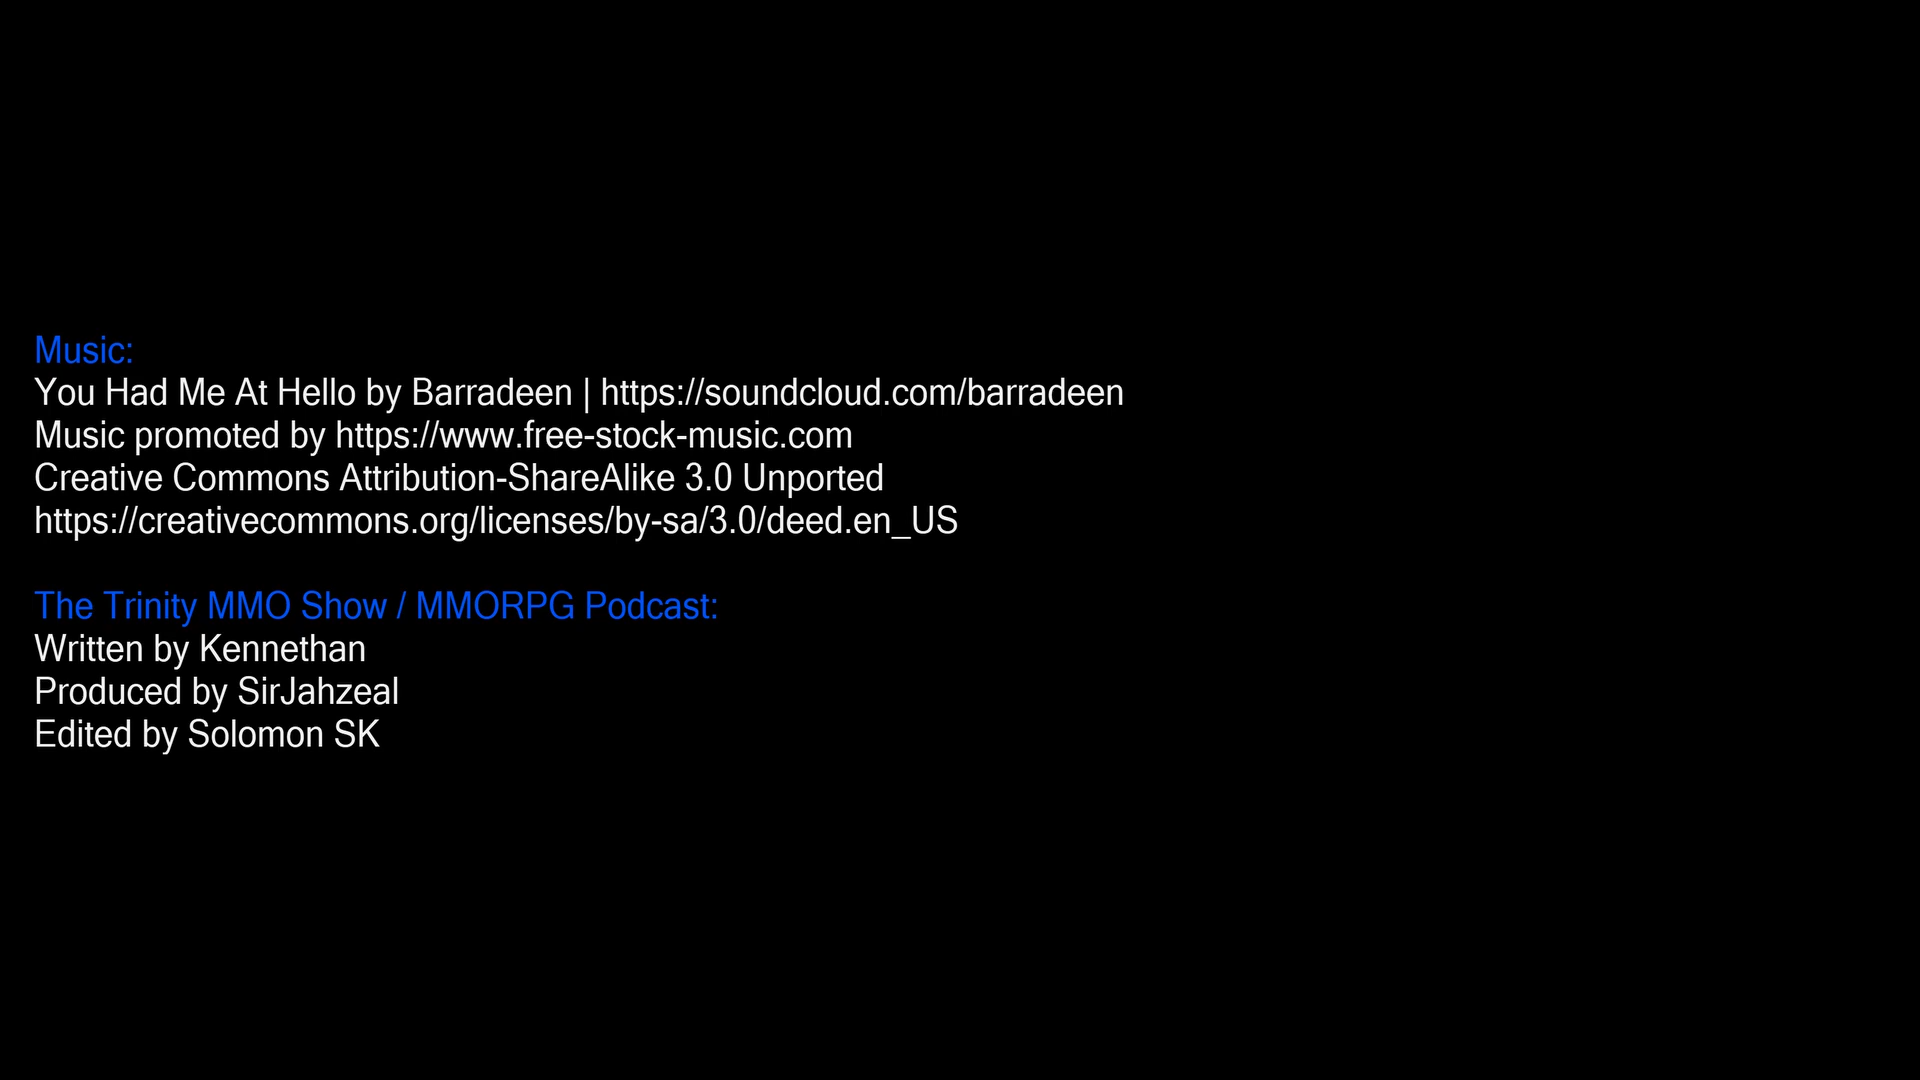 Music:
You Had Me At Hello by Barradeen | https://soundcloud.com/barradeen
Music promoted by https://www.free-stock-music.com
Creative Commons Attribution-ShareAlike 3.0 Unported
https://creativecommons.org/licenses/by-sa/3.0/deed.en_US
The Trinity MMO Show / MMORPG Podcast:
Written by Kennethan
Produced by SirJahzeal
Edited by Solomon SK